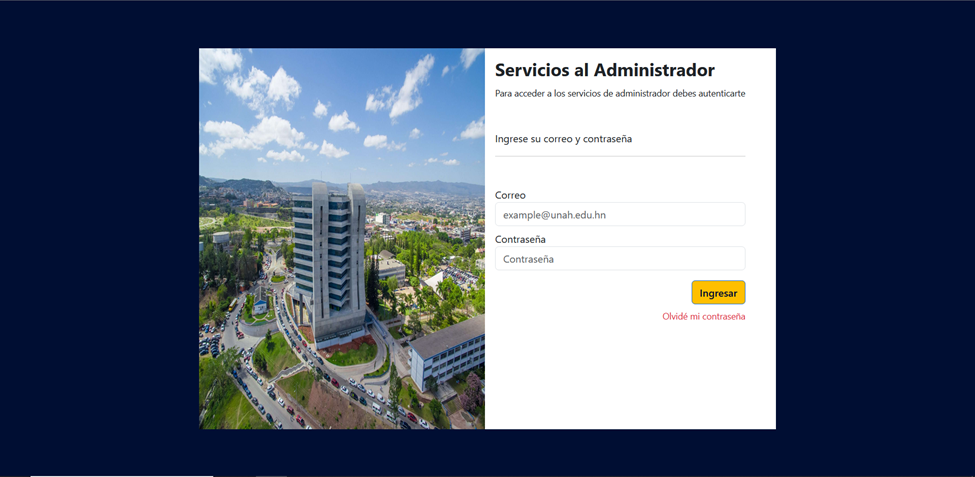 Servicios al Administrador
Para acceder a los servicios de administrador debes autenticarte
Ingrese su correo y contraseña
Correo
example@unah.edu.hn
Contraseña
Contraseña
Ingresar
Olvidé mi contraseña